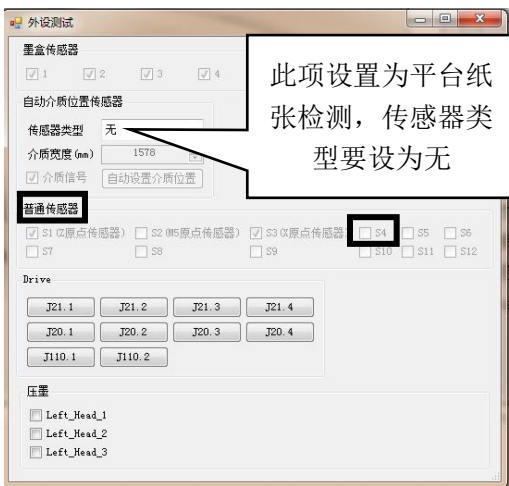 外设测试
墨盒传感器
1 2 3 4
此项设置为平台纸
张检测，传感器类
型要设为无
自动介质位置传感器
传感器类型 无
介质宽度(mm) 1578
介质信号 自动设置介质位置
普通传感器
S1(Z原点传感器) S2(M5原点传感器) S3(X原点传感器 S4 S5 S6
S7 S8 S9 S10 S11 S12
Drive
J21.1 J21.2 J21.3 J21.4
J20.1 J20.2 J20.3 J20.4
J110.1 J110.2
压墨
Left_Head_1
Left_Head_2
Left_Head_3